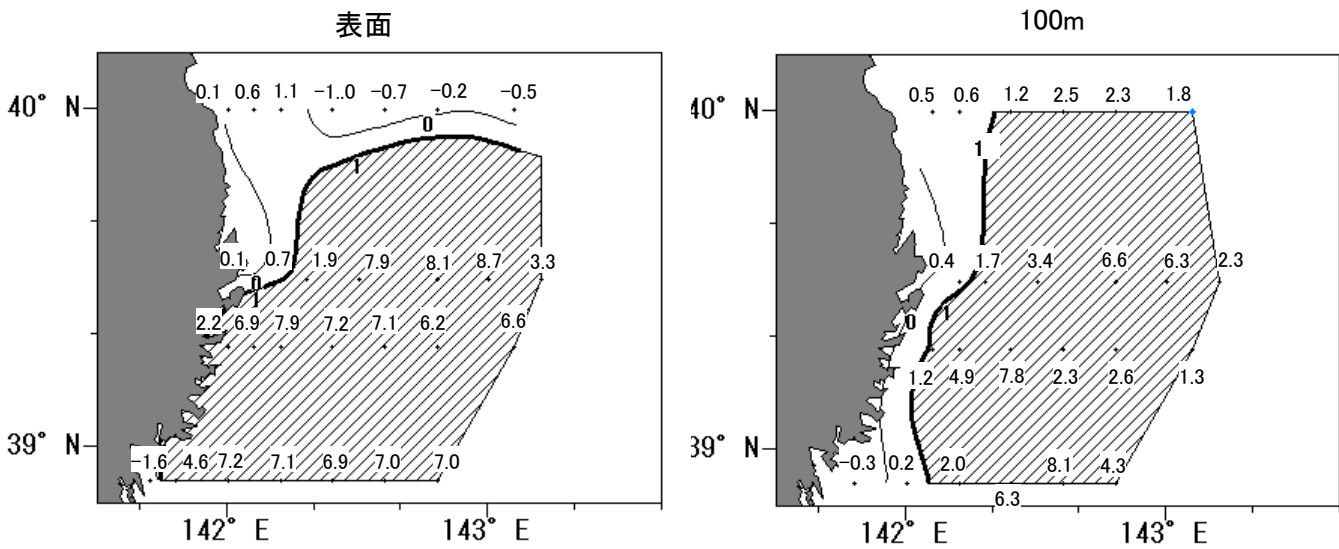 表面
0.1 0.6 1.1 -1..0 -0.7 -0.2 -0.5
40° N
0
1
0.1 0.7 1.9 7.9 8.1 8.7 3.3
0
1
2.2 6.9 7.9 7.2 7.1 6.2 6.6
39° N
-1.6 4.6 7.2 7.1 6.9 7.0 7.0
142° E 143° E
100m
0.5 0.6 1.2 2.5 2.3 1.8
40° N
1
0.4 1.7 3.4 6.6 6.3 2.3
1
0
1.2 4.9 7.8 2.3 2.6 1.3
39° N
-0.3 0.2 2.0 8.1 4.3
6.3
142° E 143° E